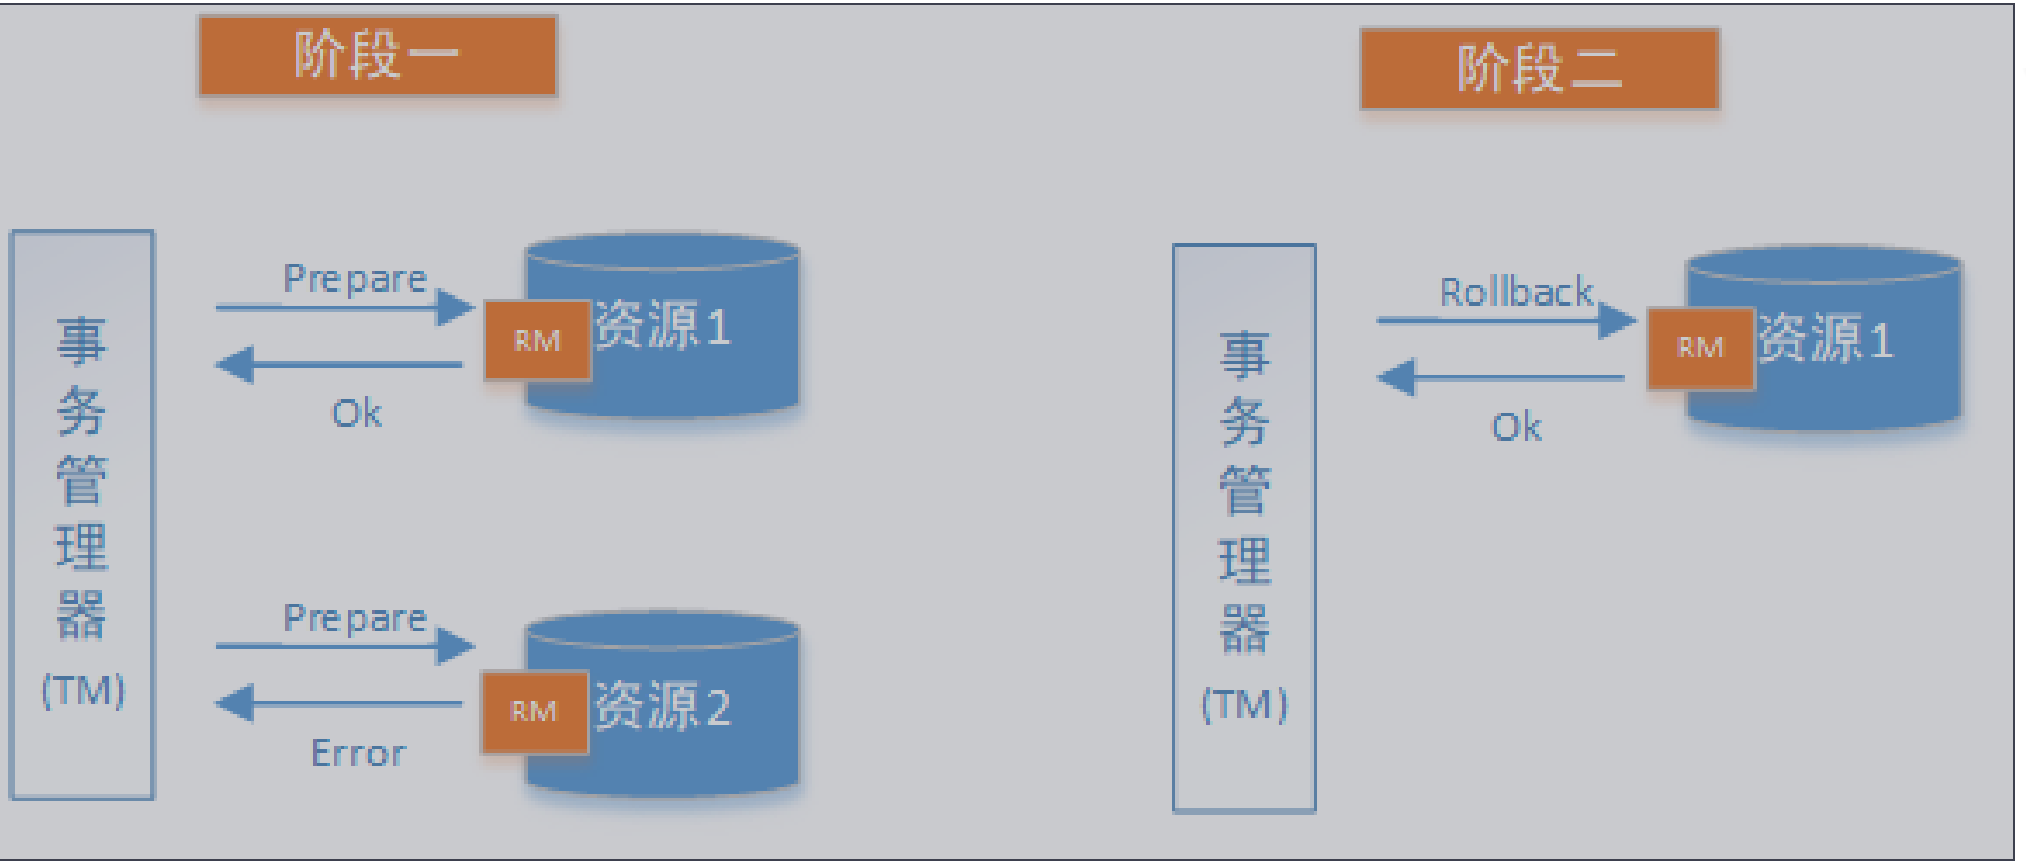 阶段一
阶段二
事务管理器
(TM)
Prepare
Ok
RM
资源1
Prepare
Error
RM
资源2
事务管理器
(TM)
Rollback
Ok
RM
资源1